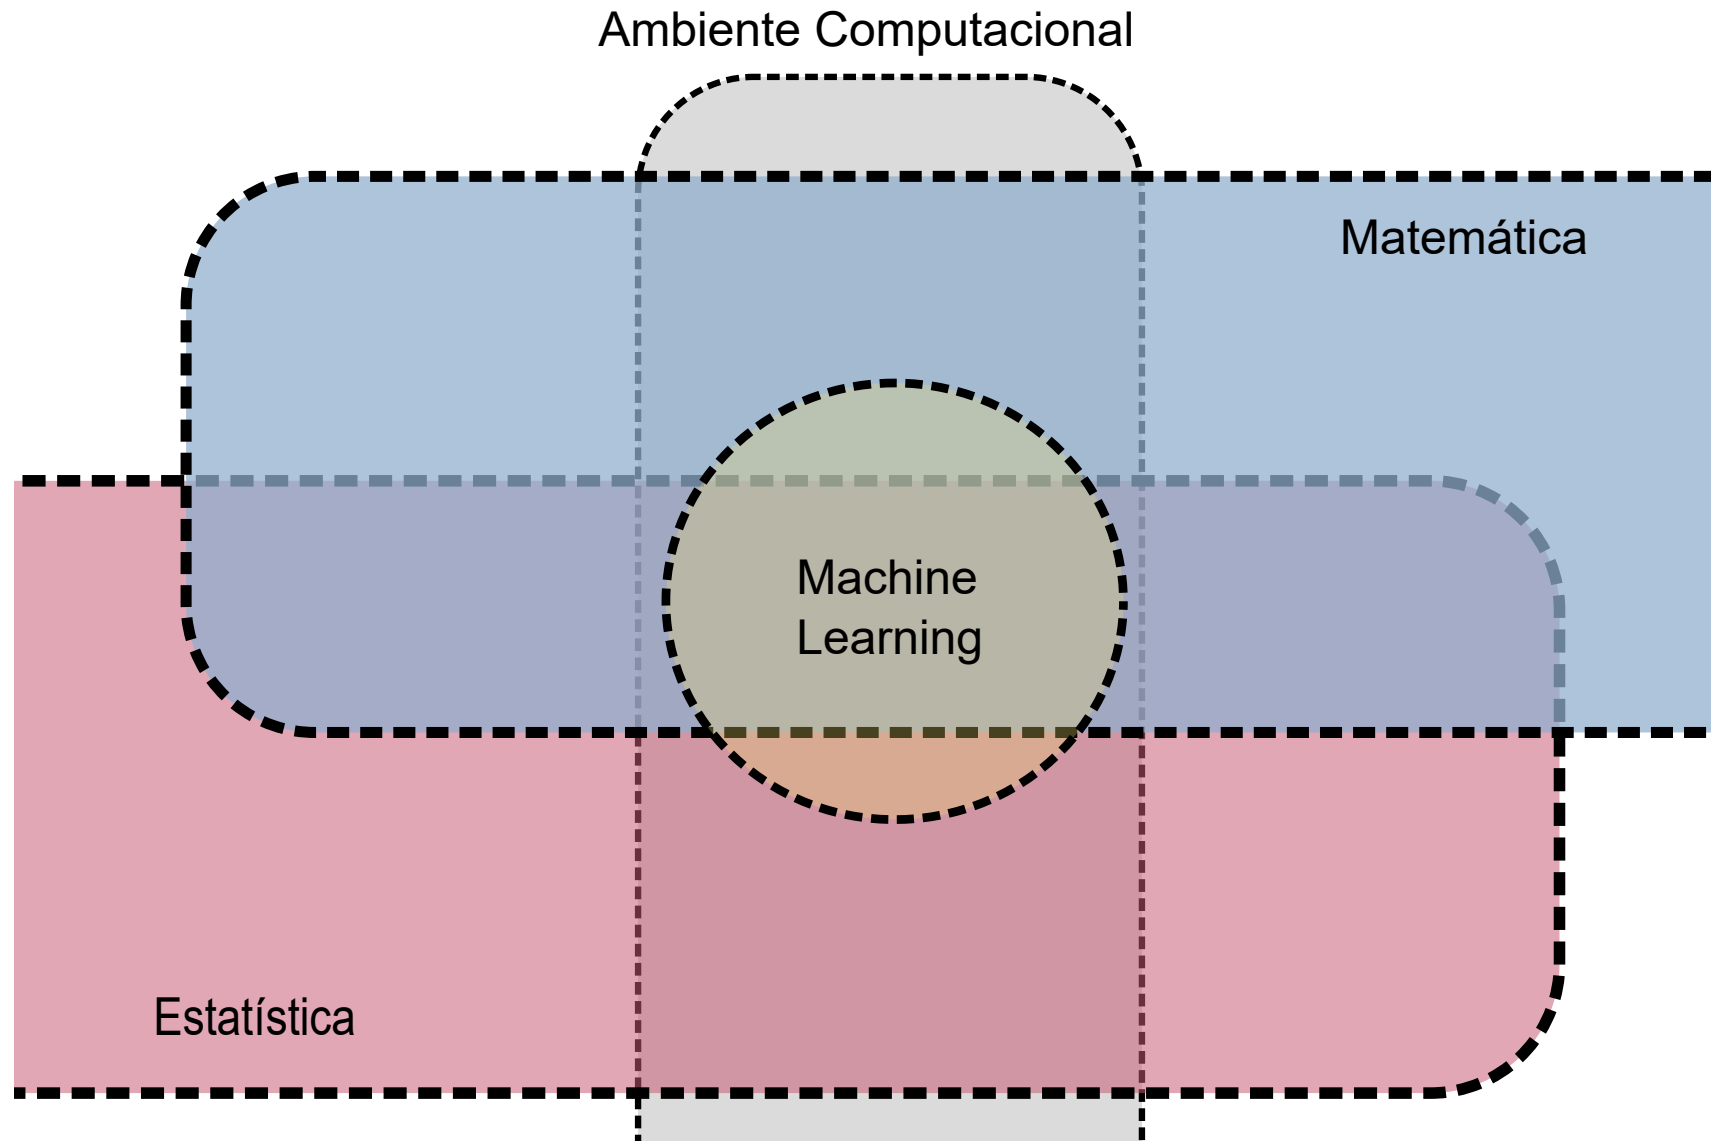 Ambiente Computacional
Matemática
Machine
Learning
Estatística